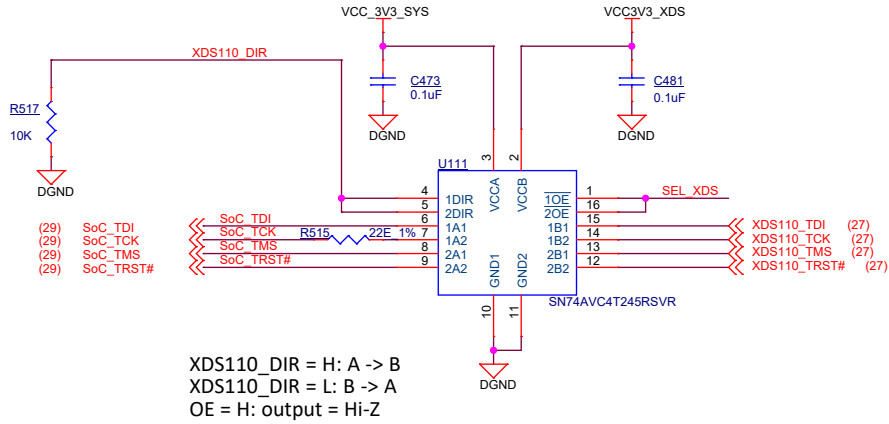 VCC_3V3_SYS
VCC3V3_XDS
XDS110_DIR
C473
0.1uF
C481
0.1uF
R517
10K
DGND
DGND
DGND
U111
3
2
VCCA
VCCB
4 1DIR 1OE 1 SEL_XDS
5 2DIR 2OE 16
(29) SoC_TDI SoC_TDI 6 1A1 1B1 15 XDS110_TDI (27)
(29) SoC_TCK SoC_TCK R515 22E_1% 7 1A2 1B2 14 XDS110_TCK (27)
(29) SoC_TMS SoC_TMS 8 2A1 2B1 13 XDS110_TMS (27)
(29) SoC_TRST# SoC_TRST# 9 2A2 2B2 12 XDS110_TRST# (27)
GND1
GND2
SN74AVC4T245RSVR
10
11
DGND
XDS110_DIR = H: A -> B
XDS110_DIR = L: B -> A
OE = H: output = Hi-Z